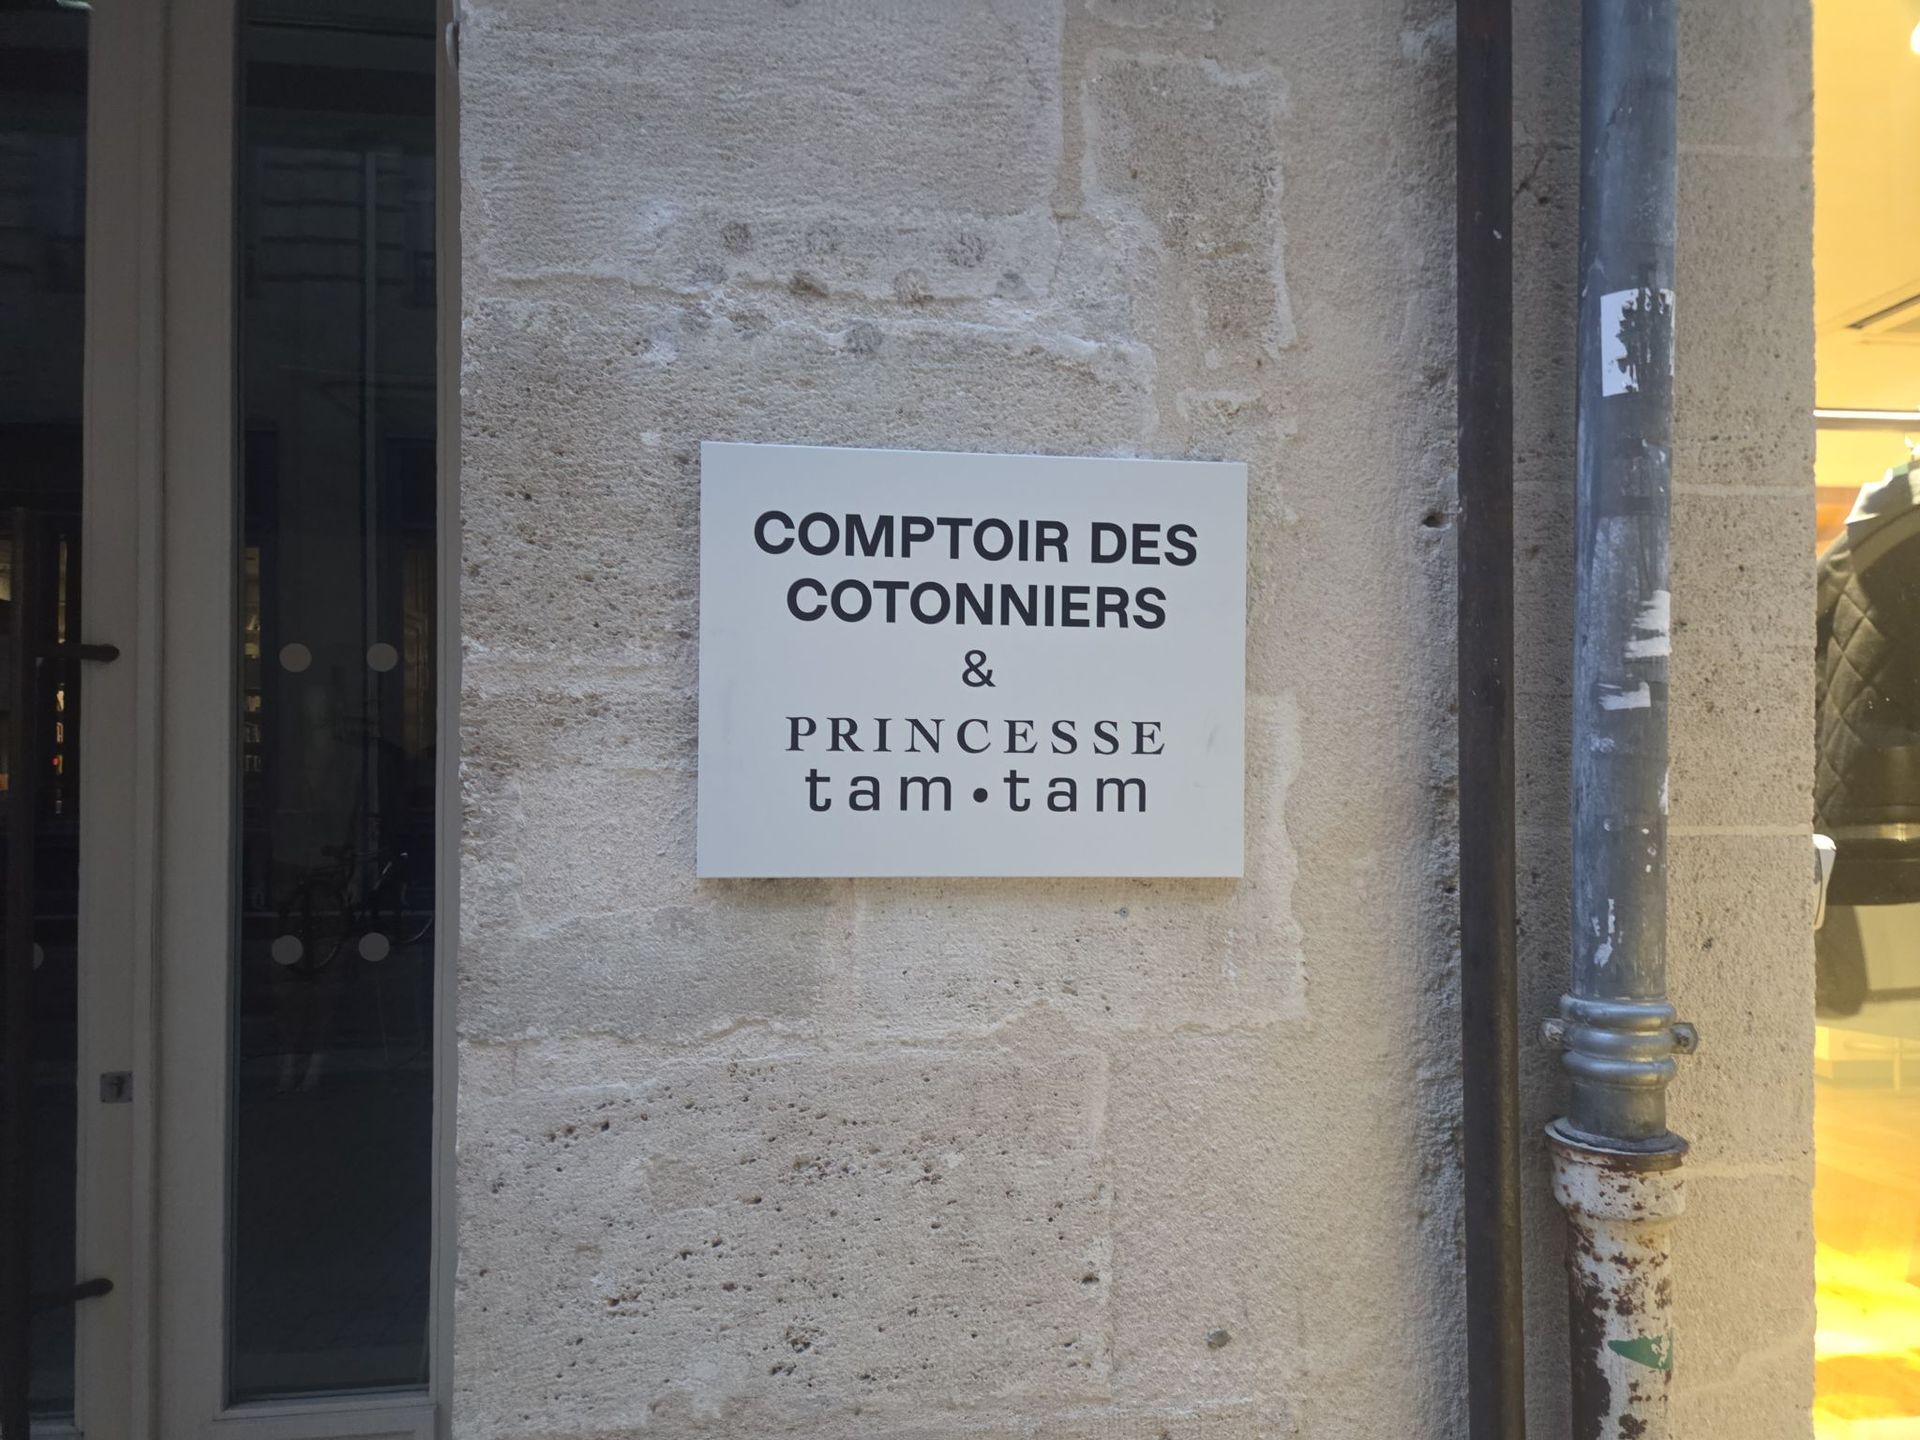 COMPTOIR DES
COTONNIERS
&
PRINCESSE
tam•tam